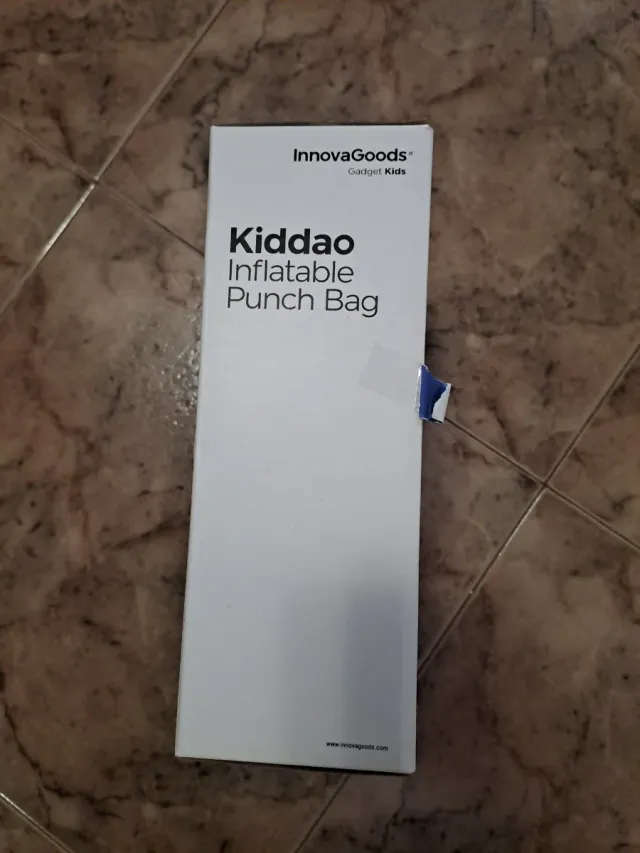 InnovaGoods®
Gadget Kids
Kiddao
Inflatable
Punch Bag
www.innovagoods.com